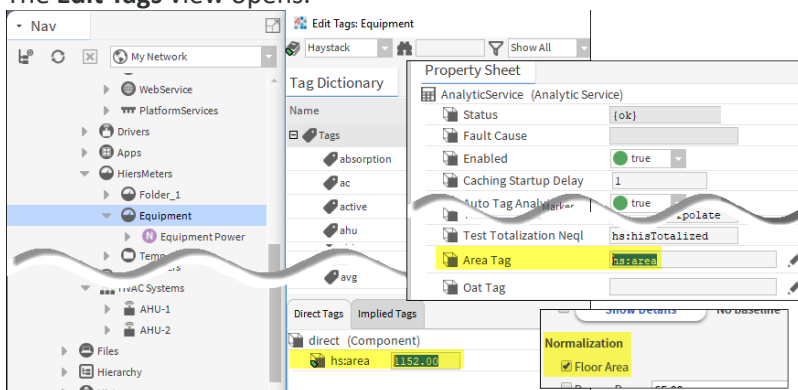 The Edit Tags view opens.
Nav
My Network
WebService
PlatformServices
Drivers
Apps
HiersMeters
Folder_1
Equipment
Equipment Power
HVAC Systems
AHU-1
AHU-2
Files
Hierarchy
Edit Tags: Equipment
Haystack
Show All
Tag Dictionary
Name
Tags
absorption
ac
active
ahu
avg
Direct Tags Implied Tags
direct (Component)
hs:area 1152.00
Property Sheet
AnalyticService (Analytic Service)
Status {ok}
Fault Cause
Enabled true
Caching Startup Delay 1
true
Test Totalization Neql hs:hisTotalized
Area Tag hs:area
Oat Tag
Show Details No baseline
Normalization
Floor Area